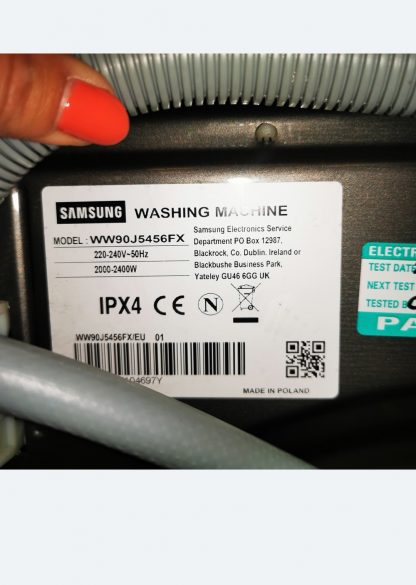 SAMSUNG WASHING MACHINE
MODEL : WW90J5456FX
220-240V~50Hz
2000-2400W
Samsung Electronics Service
Department PO Box 12987,
Blackrock, Co. Dublin. Ireland or
Blackbushe Business Park,
Yateley GU46 6GG UK
IPX4 CE N
WW90J5456FX/EU 01
04697Y
MADE IN POLAND
ELECTR
TEST DATE
NEXT TEST
TESTED B
PA